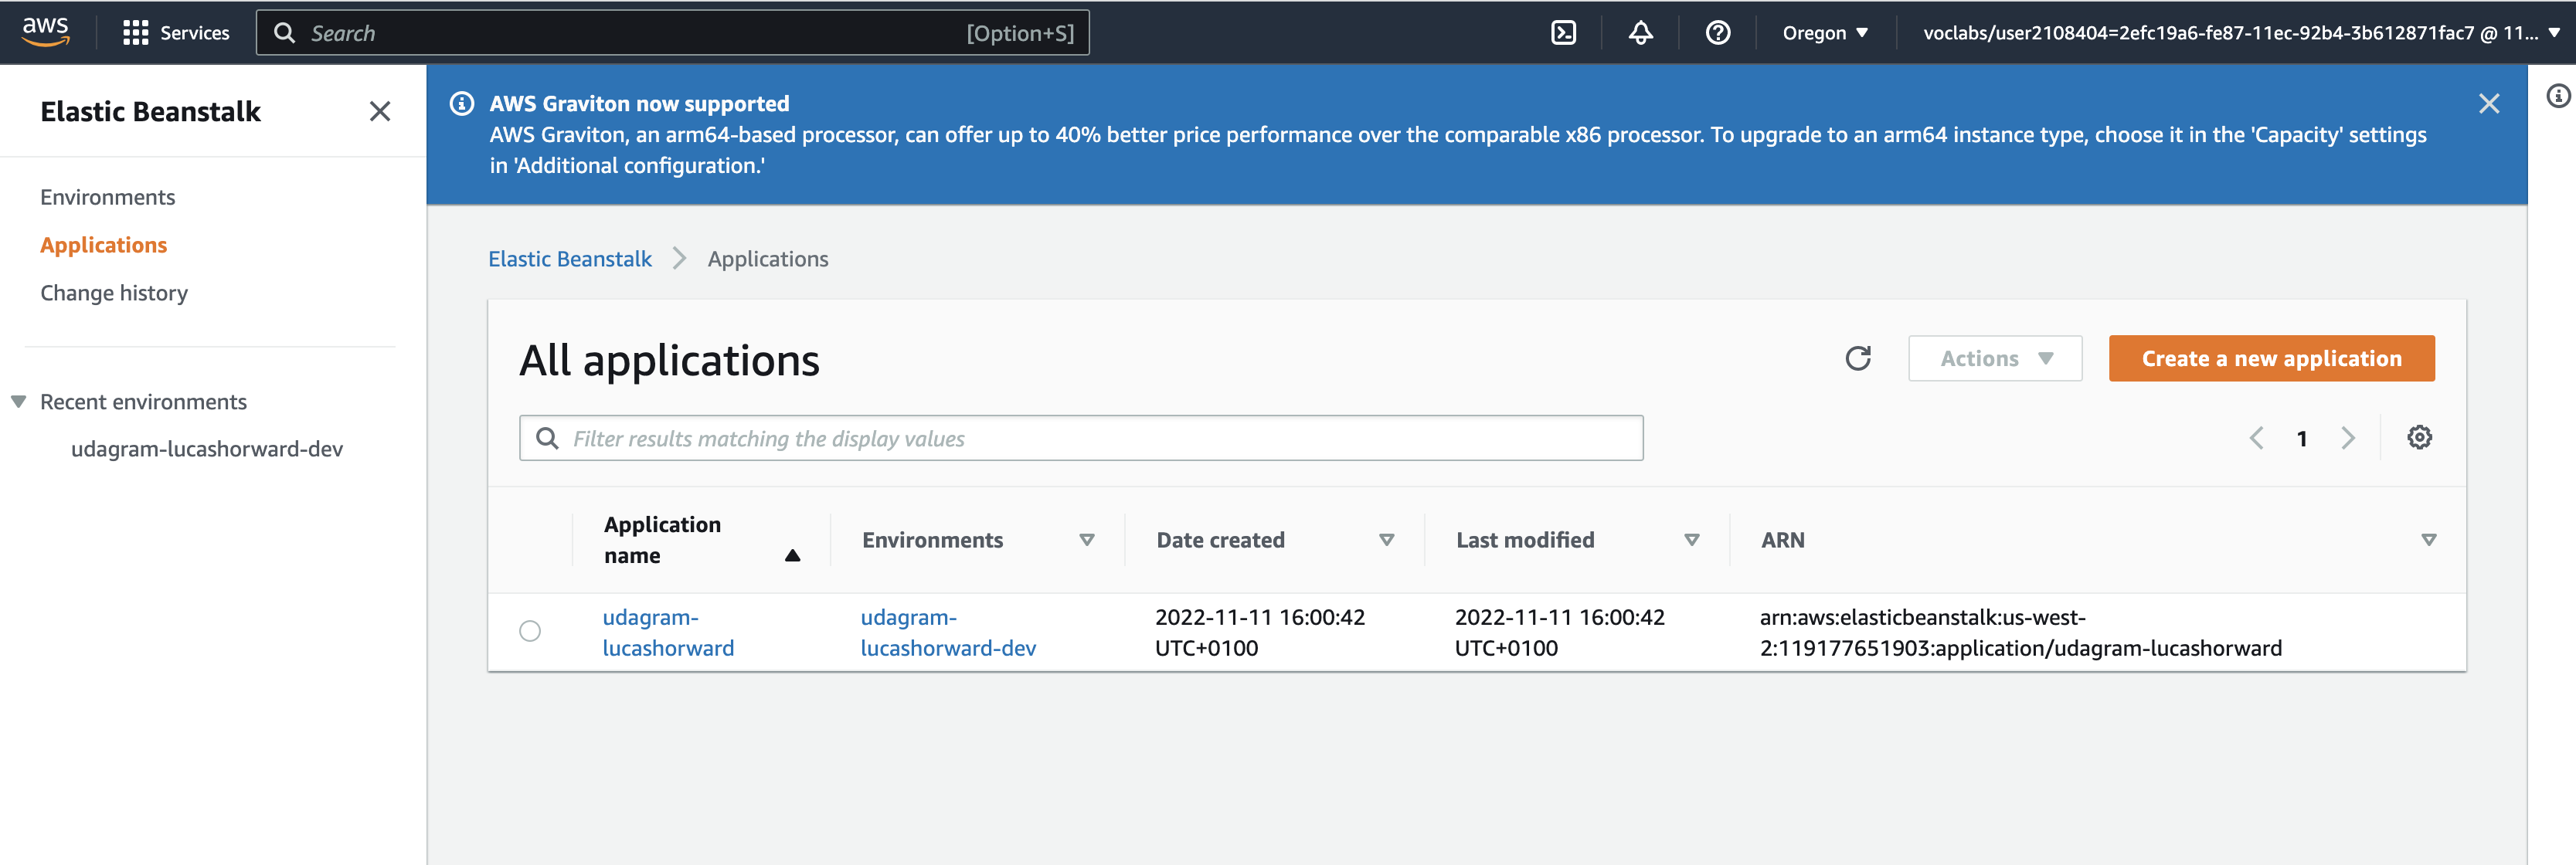 aws
Services
Search
[Option+S]
Oregon
voclabs/user2108404=2efc19a6-fe87-11ec-92b4-3b612871fac7 @ 11...
Elastic Beanstalk
Environments
Applications
Change history
Recent environments
udagram-lucashorward-dev
AWS Graviton now supported
AWS Graviton, an arm64-based processor, can offer up to 40% better price performance over the comparable x86 processor. To upgrade to an arm64 instance type, choose it in the 'Capacity' settings
in 'Additional configuration.'
Elastic Beanstalk
Applications
All applications
Actions
Create a new application
Filter results matching the display values
1
Application
name
Environments
Date created
Last modified
ARN
udagram-
lucashorward
udagram-
lucashorward-dev
2022-11-11 16:00:42
UTC+0100
2022-11-11 16:00:42
UTC+0100
arn:aws:elasticbeanstalk:us-west-
2:119177651903:application/udagram-lucashorward